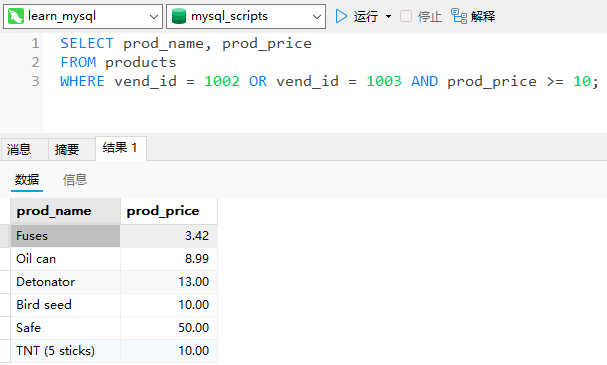 learn_mysql mysql_scripts 运行 停止 解释
1 SELECT prod_name, prod_price
2 FROM products
3 WHERE vend_id = 1002 OR vend_id = 1003 AND prod_price >= 10;
消息 摘要 结果 1
数据 信息
prod_name prod_price
Fuses 3.42
Oil can 8.99
Detonator 13.00
Bird seed 10.00
Safe 50.00
TNT (5 sticks) 10.00